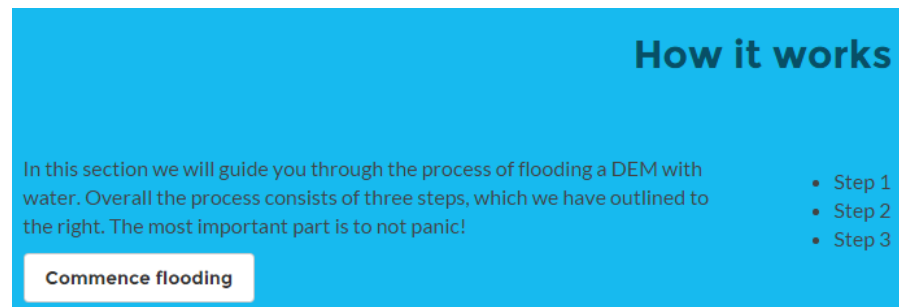 How it works
In this section we will guide you through the process of flooding a DEM with
water. Overall the process consists of three steps, which we have outlined to
the right. The most important part is to not panic!
• Step 1
• Step 2
• Step 3
Commence flooding